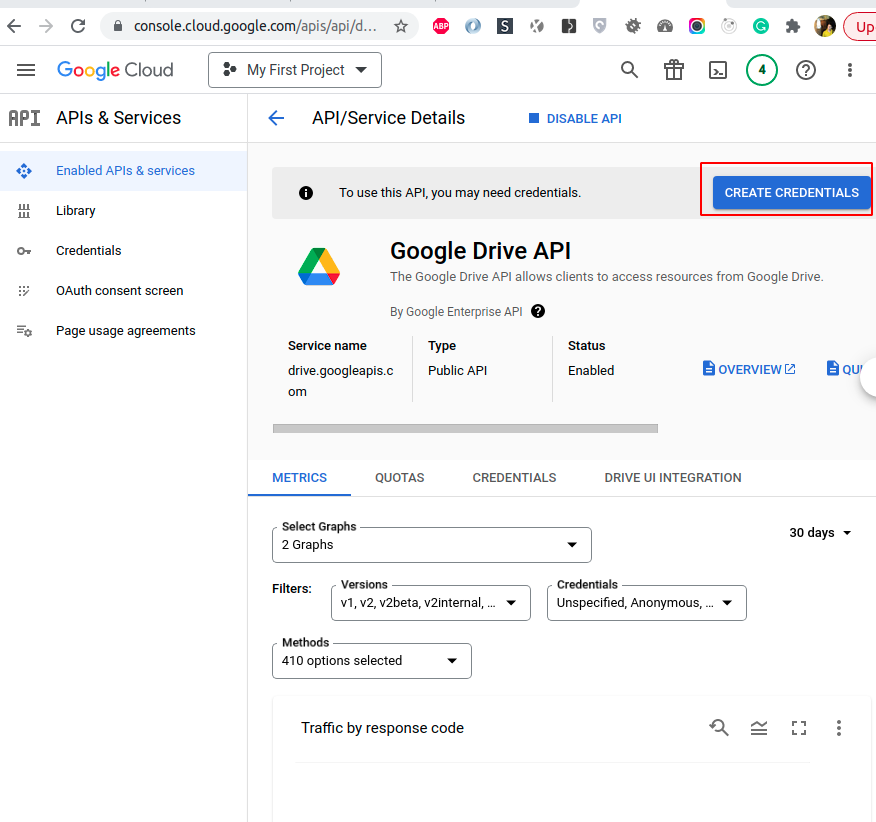 console.cloud.google.com/apis/api/d...
ABP
S
G
Up
Google Cloud
My First Project
4
API
APIs & Services
API/Service Details
DISABLE API
Enabled APIs & services
Library
Credentials
OAuth consent screen
Page usage agreements
To use this API, you may need credentials.
CREATE CREDENTIALS
Google Drive API
The Google Drive API allows clients to access resources from Google Drive.
By Google Enterprise API
Service name
drive.googleapis.c
om
Type
Public API
Status
Enabled
OVERVIEW
QUI
METRICS
QUOTAS
CREDENTIALS
DRIVE UI INTEGRATION
Select Graphs
2 Graphs
30 days
Filters:
Versions
v1, v2, v2beta, v2internal, ...
Credentials
Unspecified, Anonymous, ...
Methods
410 options selected
Traffic by response code